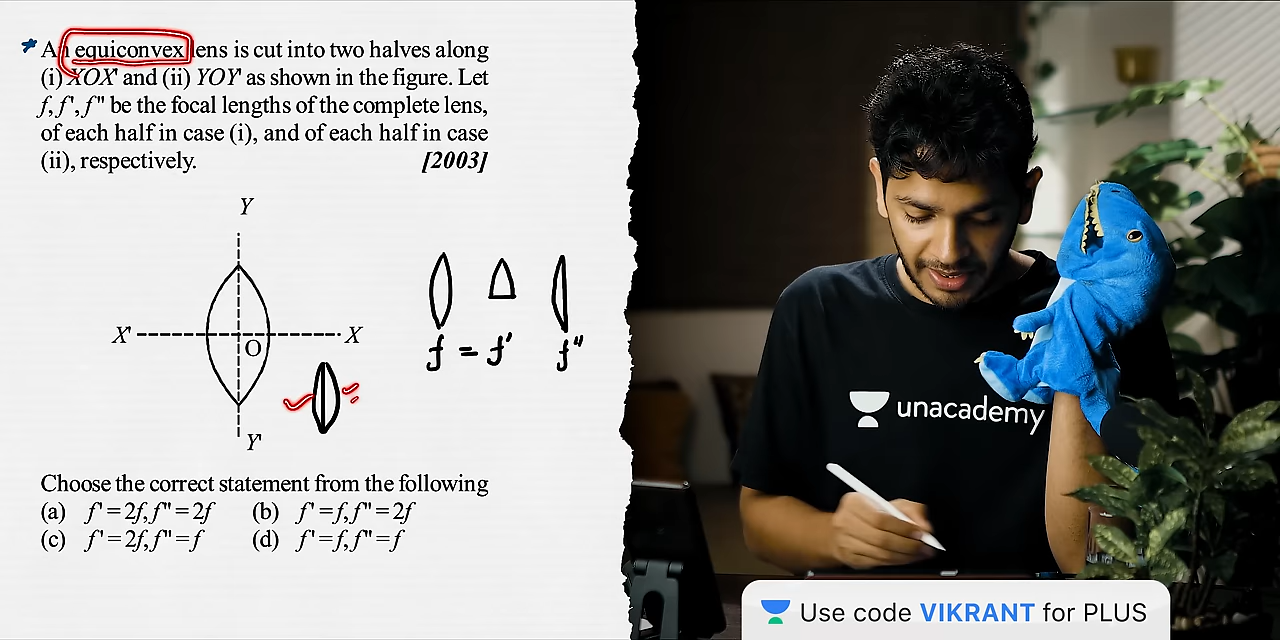 An equiconvex lens is cut into two halves along
(i) XOX' and (ii) YOY' as shown in the figure. Let
f, f', f" be the focal lengths of the complete lens,
of each half in case (i), and of each half in case
(ii), respectively. [2003]
Y
X' X
O
Y'
f = f' f"
Choose the correct statement from the following
(a) f' = 2f, f" = 2f (b) f' = f, f" = 2f
(c) f' = 2f, f" = f (d) f' = f, f" = f
unacademy
Use code VIKRANT for PLUS